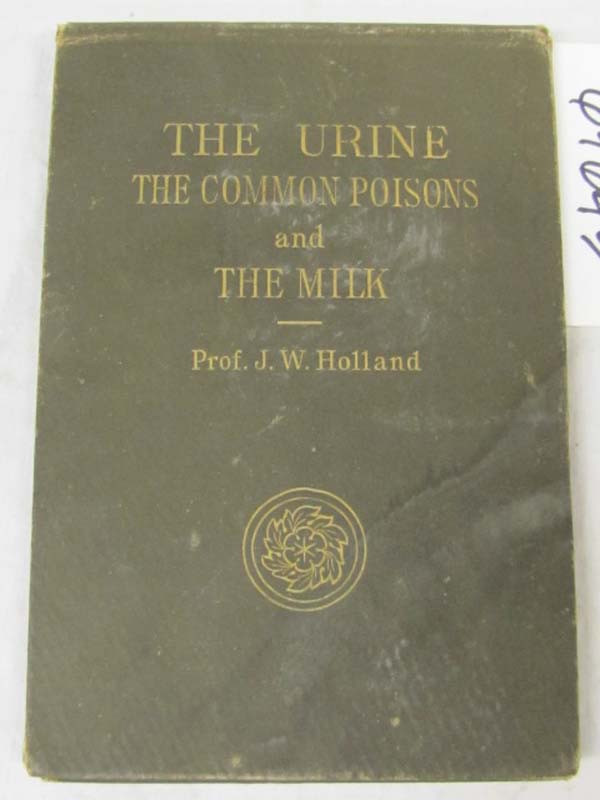 THE URINE
THE COMMON POISONS
and
THE MILK
Prof. J. W. Holland